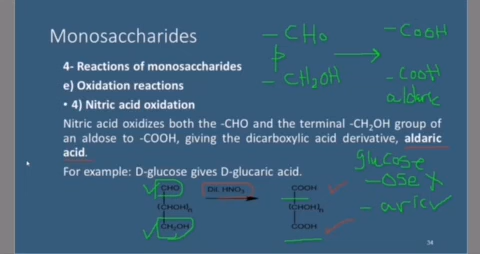 Monosaccharides
4- Reactions of monosaccharides
e) Oxidation reactions
• 4) Nitric acid oxidation
Nitric acid oxidizes both the -CHO and the terminal -CH2OH group of
an aldose to -COOH, giving the dicarboxylic acid derivative, aldaric
acid.
For example: D-glucose gives D-glucaric acid.
- CHO
- CH2OH
- COOH
- COOH
aldaric
glucose
- ose x
- aric ✓
CHO
(CHOH)n
CH2OH
Dil. HNO3
COOH
(CHOH)n
COOH
34